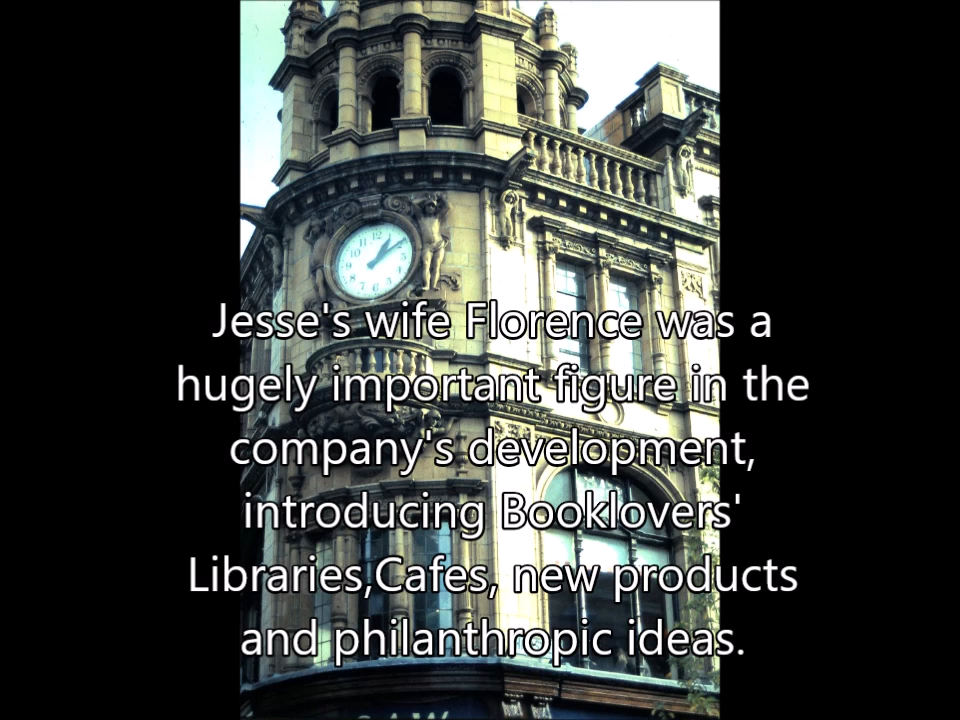 Jesse's wife Florence was a
hugely important figure in the
company's development,
introducing Booklovers'
Libraries,Cafes, new products
and philanthropic ideas.